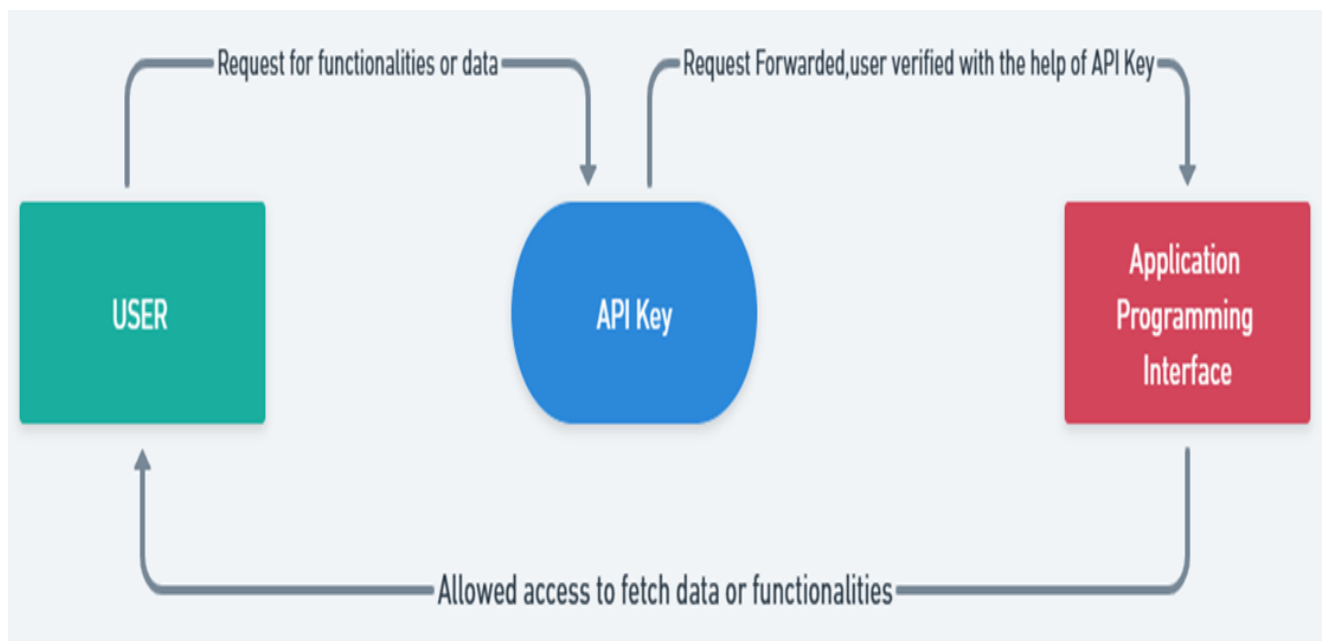 Request for functionalities or data
Request Forwarded,user verified with the help of API Key
USER
API Key
Application
Programming
Interface
Allowed access to fetch data or functionalities